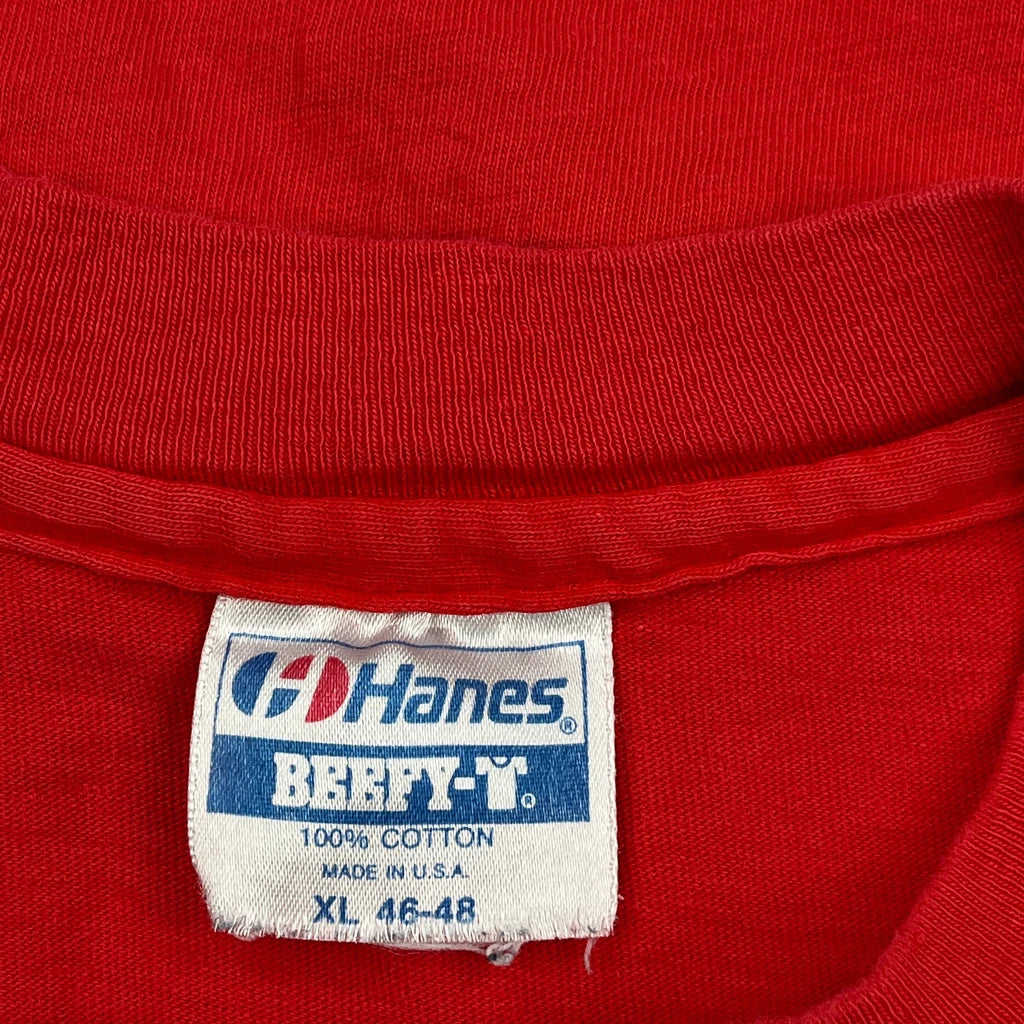 Hanes®
BEEFY-T®
100% COTTON
MADE IN U.S.A.
XL 46-48